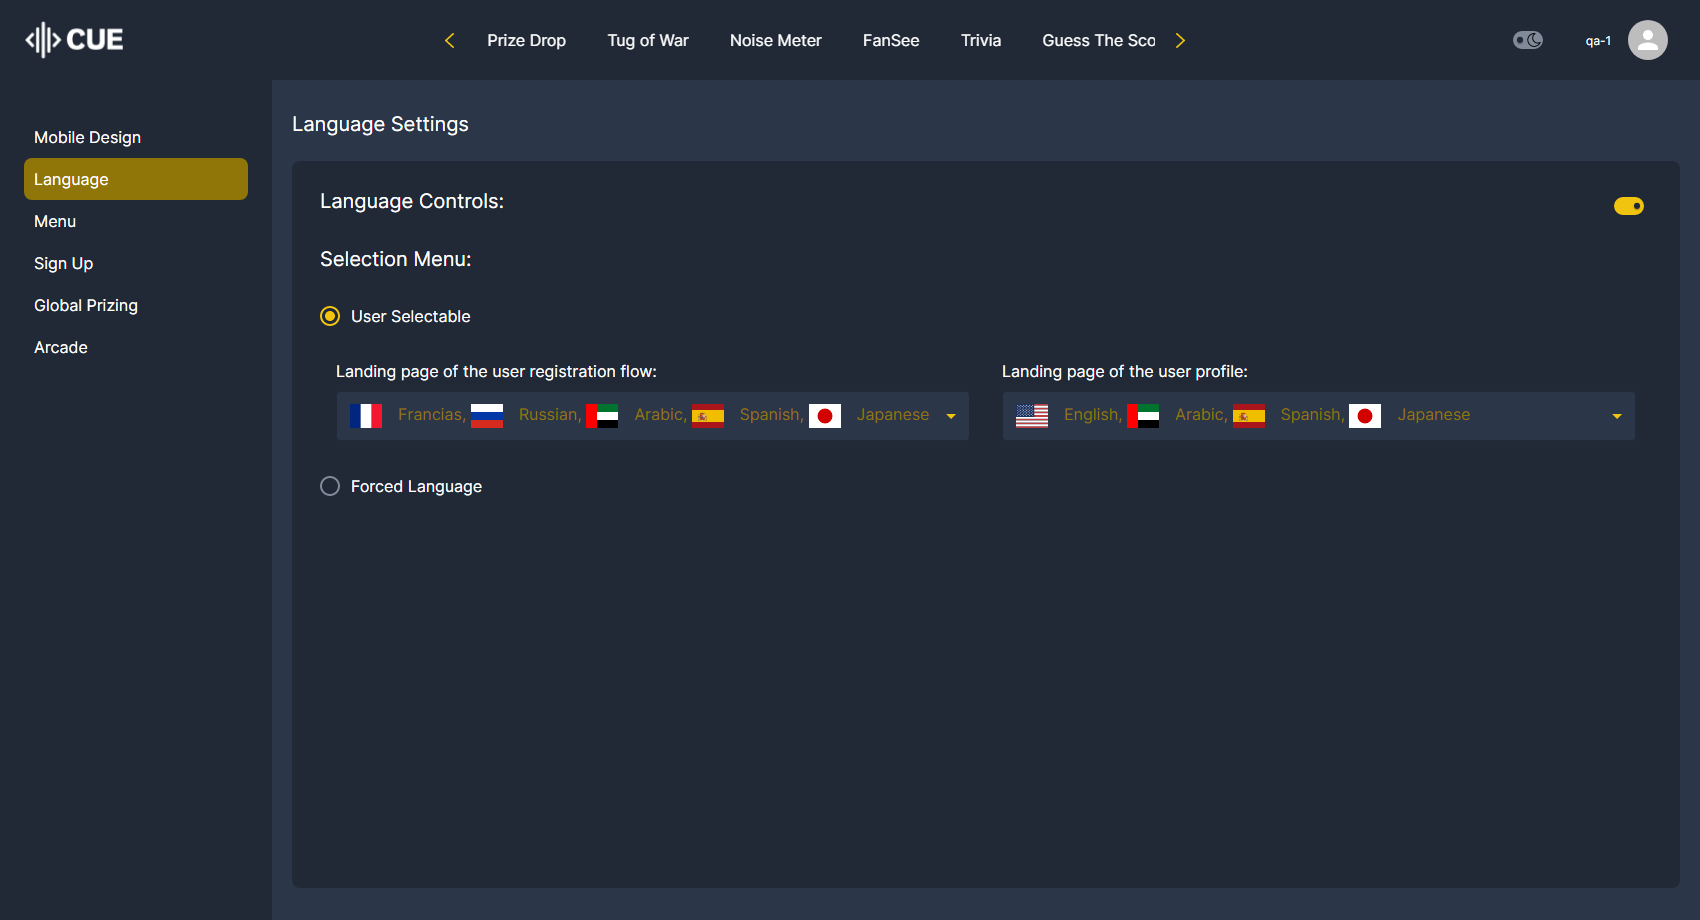 CUE
Prize Drop
Tug of War
Noise Meter
FanSee
Trivia
Guess The Sco
qa-1
Mobile Design
Language
Menu
Sign Up
Global Prizing
Arcade
Language Settings
Language Controls:
Selection Menu:
User Selectable
Landing page of the user registration flow:
Francias, Russian, Arabic, Spanish, Japanese
Landing page of the user profile:
English, Arabic, Spanish, Japanese
Forced Language